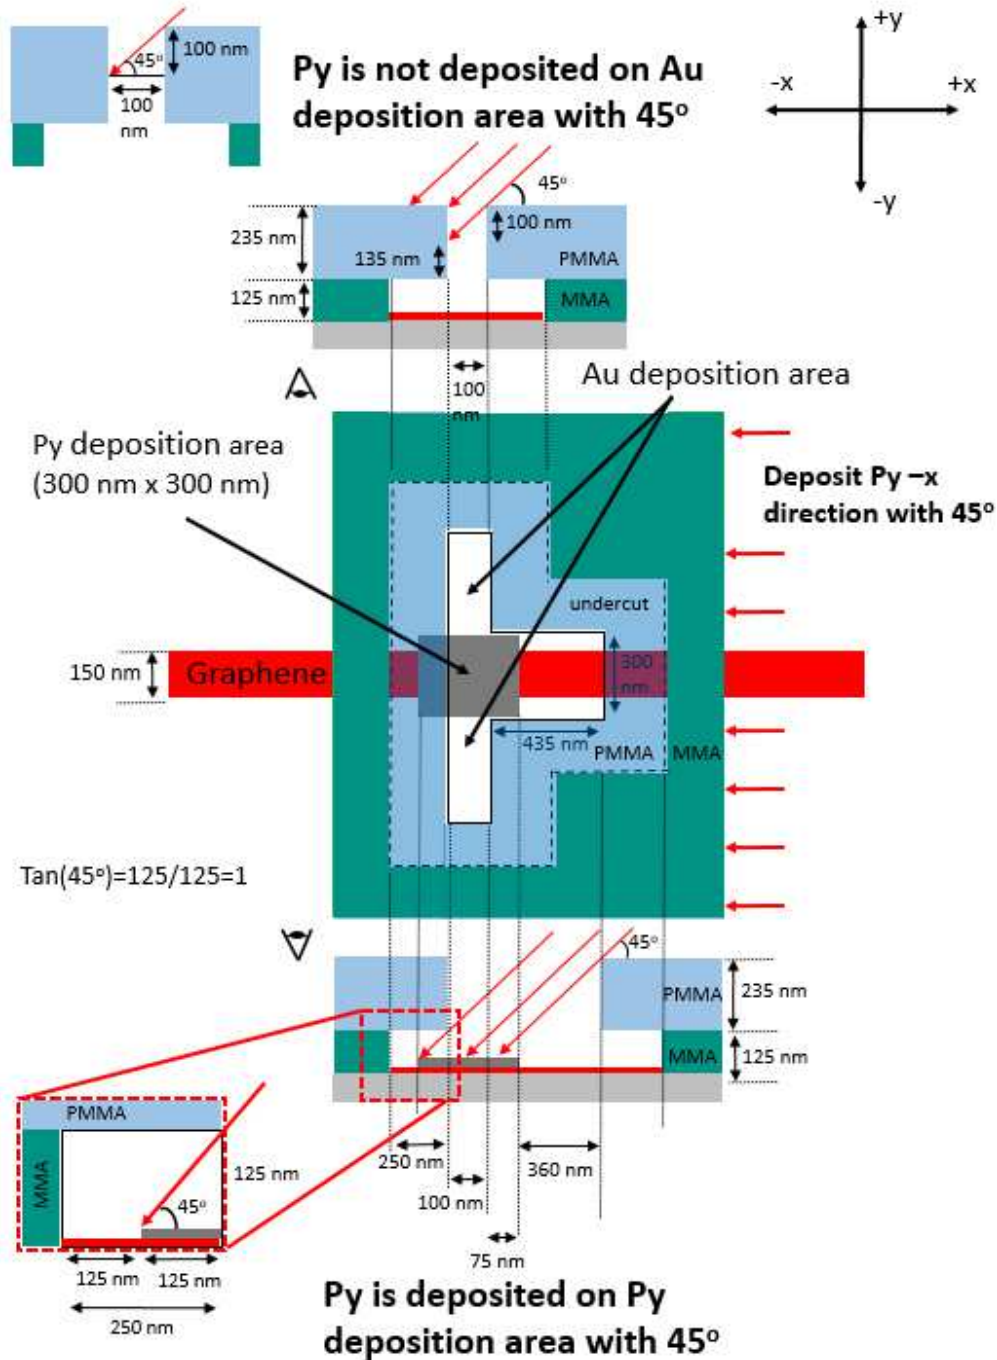 45°
100 nm
100
nm
Py is not deposited on Au
deposition area with 45°
+y
-x
+x
-y
45°
235 nm
100 nm
135 nm
PMMA
125 nm
MMA
100
nm
Au deposition area
Py deposition area
(300 nm x 300 nm)
Deposit Py –x
direction with 45°
undercut
150 nm
Graphene
300
nm
435 nm
PMMA
MMA
Tan(45°)=125/125=1
45°
PMMA
235 nm
MMA
125 nm
PMMA
MMA
125 nm
45°
125 nm
125 nm
250 nm
250 nm
360 nm
100 nm
75 nm
Py is deposited on Py
deposition area with 45°